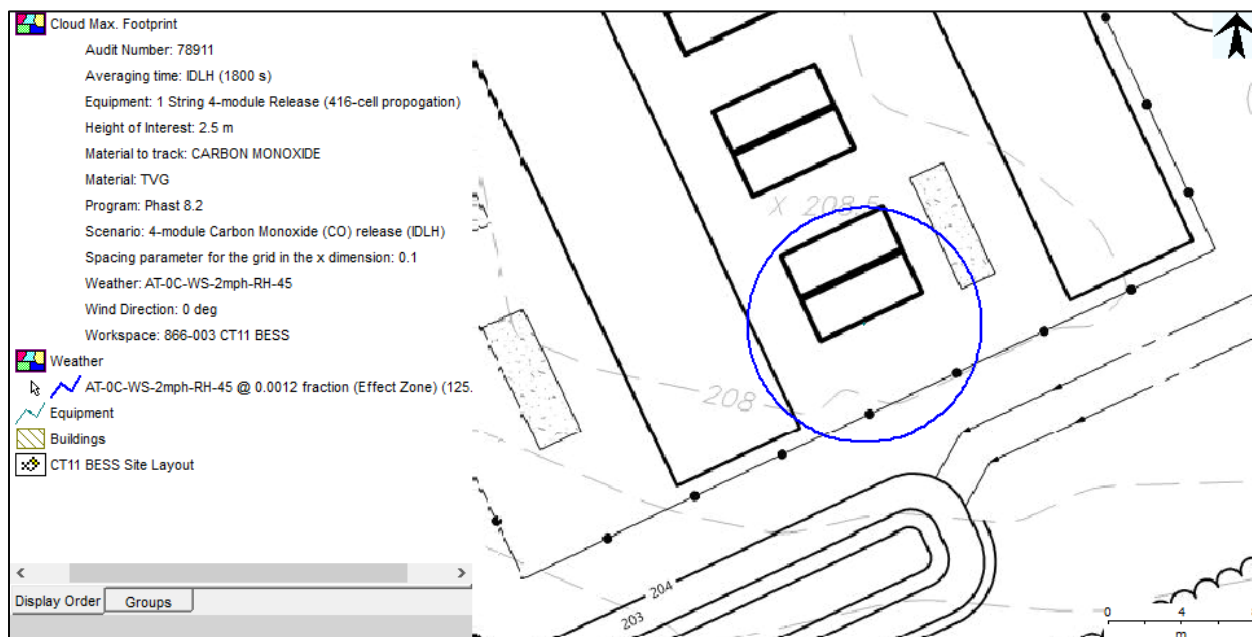 Cloud Max. Footprint
Audit Number: 78911
Averaging time: IDLH (1800 s)
Equipment: 1 String 4-module Release (416-cell propogation)
Height of Interest: 2.5 m
Material to track: CARBON MONOXIDE
Material: TVG
Program: Phast 8.2
Scenario: 4-module Carbon Monoxide (CO) release (IDLH)
Spacing parameter for the grid in the x dimension: 0.1
Weather: AT-0C-WS-2mph-RH-45
Wind Direction: 0 deg
Workspace: 866-003 CT11 BESS
Weather
AT-0C-WS-2mph-RH-45 @ 0.0012 fraction (Effect Zone) (125.
Equipment
Buildings
CT11 BESS Site Layout
Display Order Groups
X 208.5
208
204
203
0 4
m